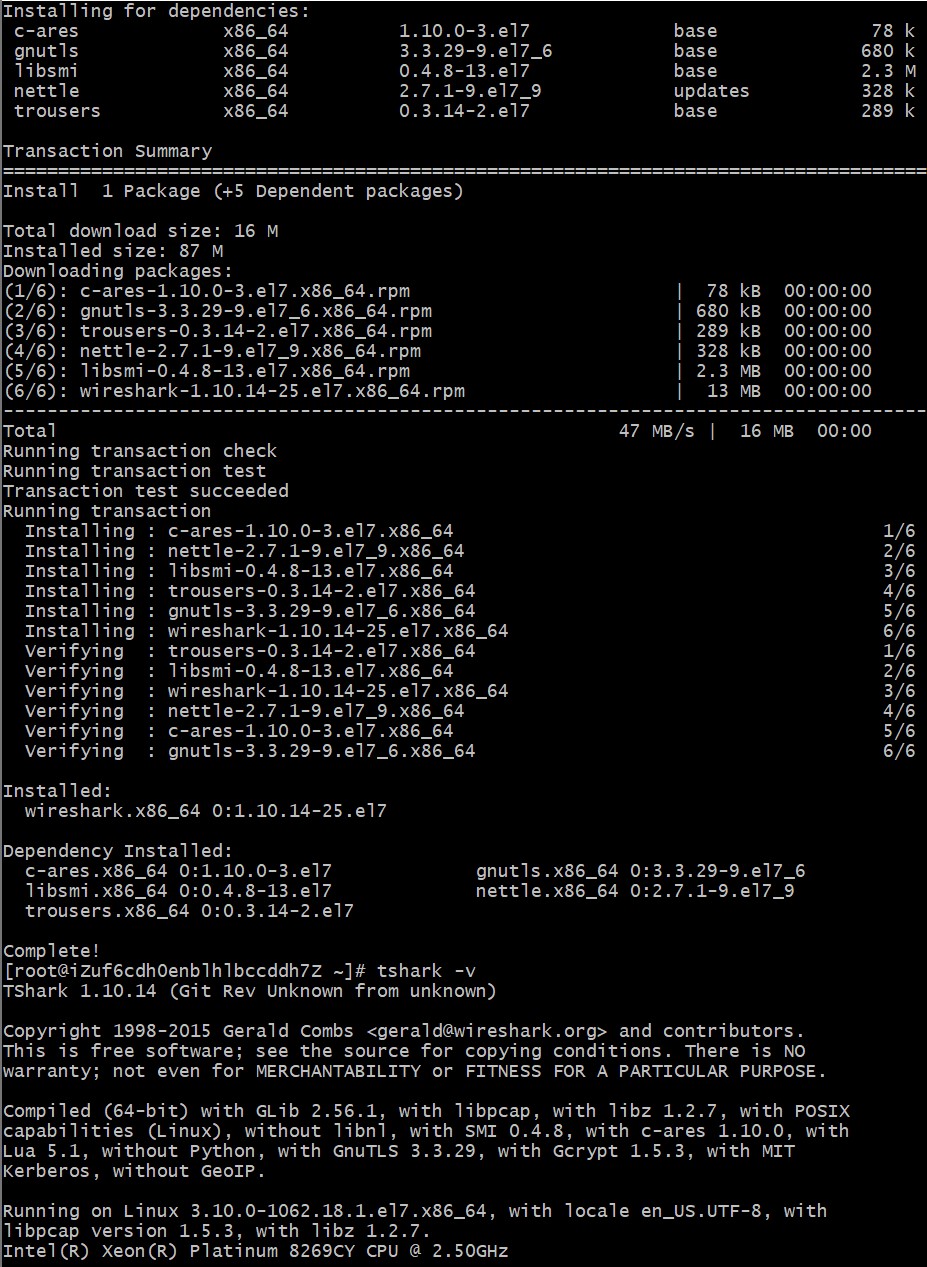 Installing for dependencies:
 c-ares             x86_64          1.10.0-3.el7             base              78 k
 gnutls             x86_64          3.3.29-9.el7_6           base             680 k
 libsmi             x86_64          0.4.8-13.el7             base             2.3 M
 nettle             x86_64          2.7.1-9.el7_9            updates          328 k
 trousers           x86_64          0.3.14-2.el7             base             289 k

Transaction Summary
====================================================================================
Install  1 Package (+5 Dependent packages)

Total download size: 16 M
Installed size: 87 M
Downloading packages:
(1/6): c-ares-1.10.0-3.el7.x86_64.rpm                        |  78 kB  00:00:00
(2/6): gnutls-3.3.29-9.el7_6.x86_64.rpm                      | 680 kB  00:00:00
(3/6): trousers-0.3.14-2.el7.x86_64.rpm                      | 289 kB  00:00:00
(4/6): nettle-2.7.1-9.el7_9.x86_64.rpm                       | 328 kB  00:00:00
(5/6): libsmi-0.4.8-13.el7.x86_64.rpm                        | 2.3 MB  00:00:00
(6/6): wireshark-1.10.14-25.el7.x86_64.rpm                   |  13 MB  00:00:00
------------------------------------------------------------------------------------
Total                                                   47 MB/s |  16 MB  00:00
Running transaction check
Running transaction test
Transaction test succeeded
Running transaction
  Installing : c-ares-1.10.0-3.el7.x86_64                                       1/6
  Installing : nettle-2.7.1-9.el7_9.x86_64                                      2/6
  Installing : libsmi-0.4.8-13.el7.x86_64                                       3/6
  Installing : trousers-0.3.14-2.el7.x86_64                                     4/6
  Installing : gnutls-3.3.29-9.el7_6.x86_64                                     5/6
  Installing : wireshark-1.10.14-25.el7.x86_64                                  6/6
  Verifying  : trousers-0.3.14-2.el7.x86_64                                     1/6
  Verifying  : libsmi-0.4.8-13.el7.x86_64                                       2/6
  Verifying  : wireshark-1.10.14-25.el7.x86_64                                  3/6
  Verifying  : nettle-2.7.1-9.el7_9.x86_64                                      4/6
  Verifying  : c-ares-1.10.0-3.el7.x86_64                                       5/6
  Verifying  : gnutls-3.3.29-9.el7_6.x86_64                                     6/6

Installed:
  wireshark.x86_64 0:1.10.14-25.el7

Dependency Installed:
  c-ares.x86_64 0:1.10.0-3.el7             gnutls.x86_64 0:3.3.29-9.el7_6
  libsmi.x86_64 0:0.4.8-13.el7             nettle.x86_64 0:2.7.1-9.el7_9
  trousers.x86_64 0:0.3.14-2.el7

Complete!
[root@iZuf6cdh0enblhlbccddh7Z ~]# tshark -v
TShark 1.10.14 (Git Rev Unknown from unknown)

Copyright 1998-2015 Gerald Combs <gerald@wireshark.org> and contributors.
This is free software; see the source for copying conditions. There is NO
warranty; not even for MERCHANTABILITY or FITNESS FOR A PARTICULAR PURPOSE.

Compiled (64-bit) with GLib 2.56.1, with libpcap, with libz 1.2.7, with POSIX
capabilities (Linux), without libnl, with SMI 0.4.8, with c-ares 1.10.0, with
Lua 5.1, without Python, with GnuTLS 3.3.29, with Gcrypt 1.5.3, with MIT
Kerberos, without GeoIP.

Running on Linux 3.10.0-1062.18.1.el7.x86_64, with locale en_US.UTF-8, with
libpcap version 1.5.3, with libz 1.2.7.
Intel(R) Xeon(R) Platinum 8269CY CPU @ 2.50GHz